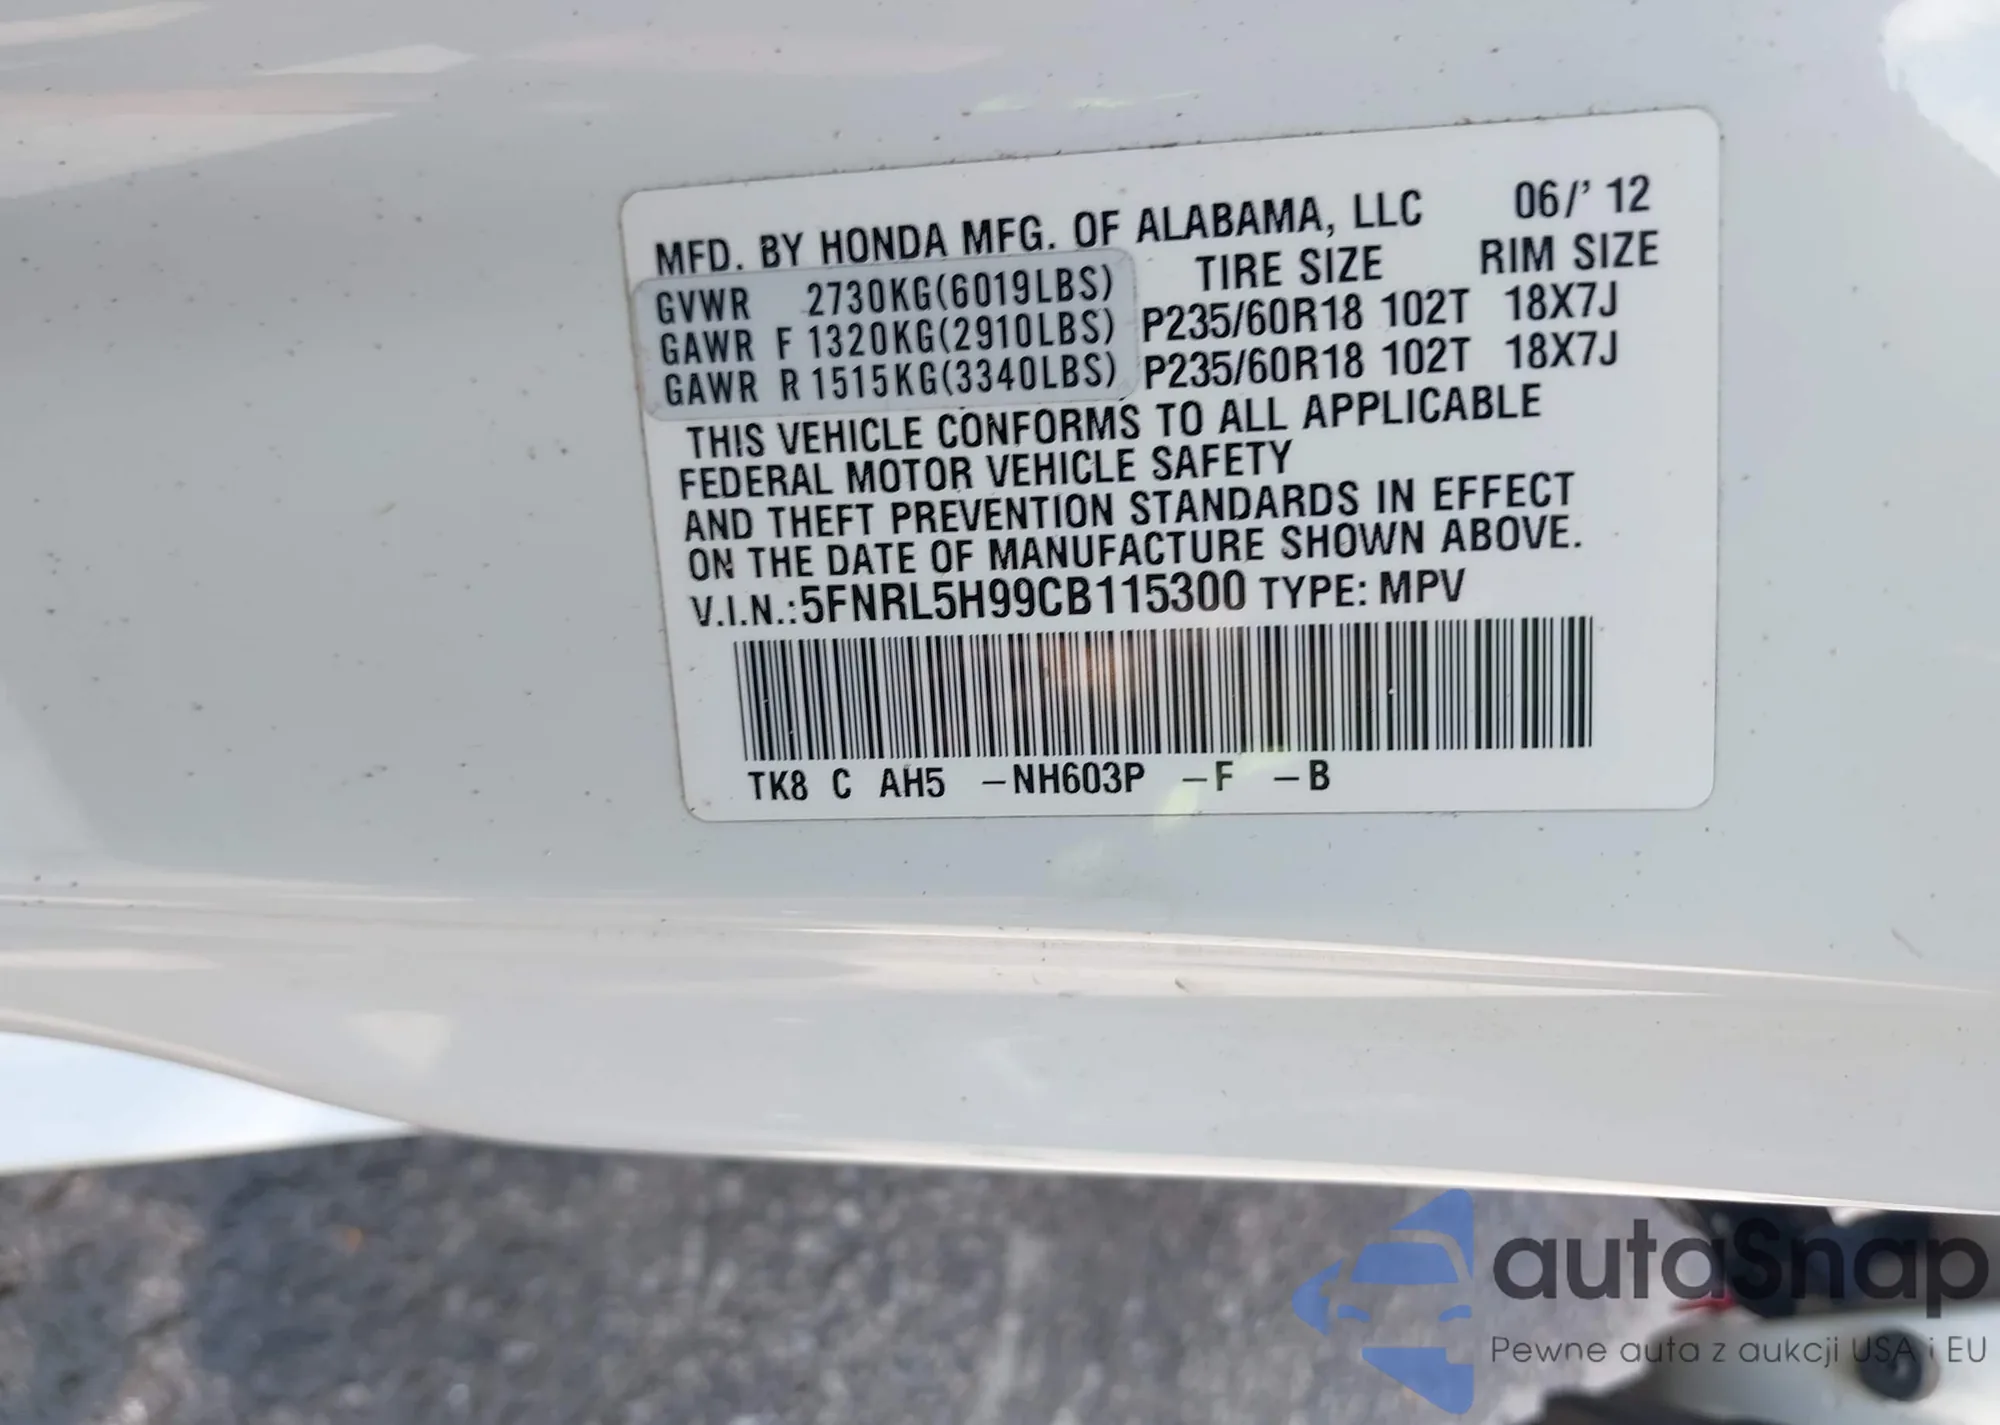 MFD. BY HONDA MFG. OF ALABAMA, LLC 06/' 12
TIRE SIZE RIM SIZE
GVWR 2730KG(6019LBS)
GAWR F 1320KG(2910LBS) P235/60R18 102T 18X7J
GAWR R 1515KG(3340LBS) P235/60R18 102T 18X7J
THIS VEHICLE CONFORMS TO ALL APPLICABLE
FEDERAL MOTOR VEHICLE SAFETY
AND THEFT PREVENTION STANDARDS IN EFFECT
ON THE DATE OF MANUFACTURE SHOWN ABOVE.
V.I.N.:5FNRL5H99CB115300 TYPE: MPV
TK8 C AH5 –NH603P –F –B
autaSnap
Pewne auta z aukcji USA i EU